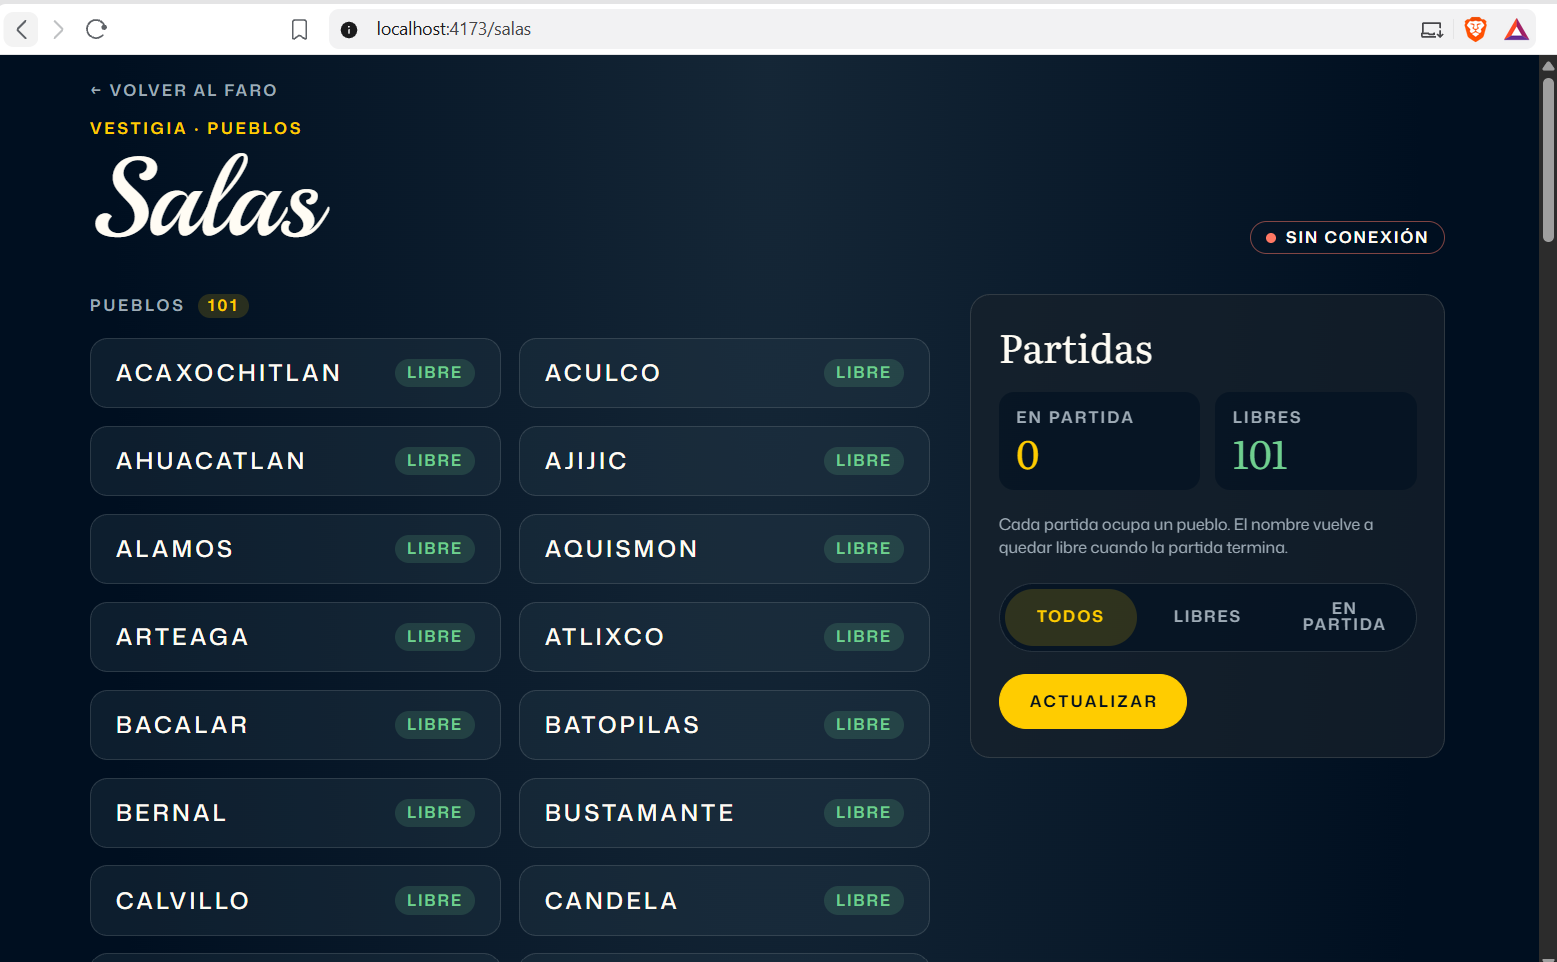 localhost:4173/salas
← VOLVER AL FARO
VESTIGIA · PUEBLOS
Salas
SIN CONEXIÓN
PUEBLOS 101
ACAXOCHITLAN LIBRE
ACULCO LIBRE
AHUACATLAN LIBRE
AJIJIC LIBRE
ALAMOS LIBRE
AQUISMON LIBRE
ARTEAGA LIBRE
ATLIXCO LIBRE
BACALAR LIBRE
BATOPILAS LIBRE
BERNAL LIBRE
BUSTAMANTE LIBRE
CALVILLO LIBRE
CANDELA LIBRE
Partidas
EN PARTIDA
0
LIBRES
101
Cada partida ocupa un pueblo. El nombre vuelve a
quedar libre cuando la partida termina.
TODOS
LIBRES
EN
PARTIDA
ACTUALIZAR